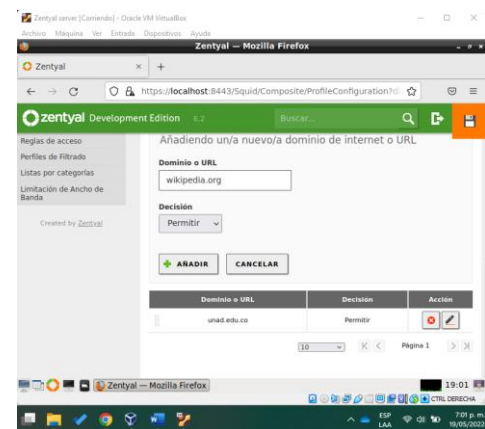 Zentyal server [Corriendo] - Oracle VM VirtualBox
Archivo Máquina Ver Entrada Dispositivos Ayuda
Zentyal — Mozilla Firefox
Zentyal
https://localhost:8443/Squid/Composite/ProfileConfiguration?di
zentyal Development Edition 6.2 Buscar...
Reglas de acceso
Perfiles de Filtrado
Listas por categorías
Limitación de Ancho de
Banda
Created by Zentyal
Añadiendo un/a nuevo/a dominio de internet o URL
Dominio o URL
wikipedia.org
Decisión
Permitir
AÑADIR CANCELAR
Dominio o URL Decisión Acción
unad.edu.co Permitir
10 Página 1
Zentyal — Mozilla Firefox 19:01
CTRL DERECHA
ESP
LAA
7:01 p. m.
19/05/2022